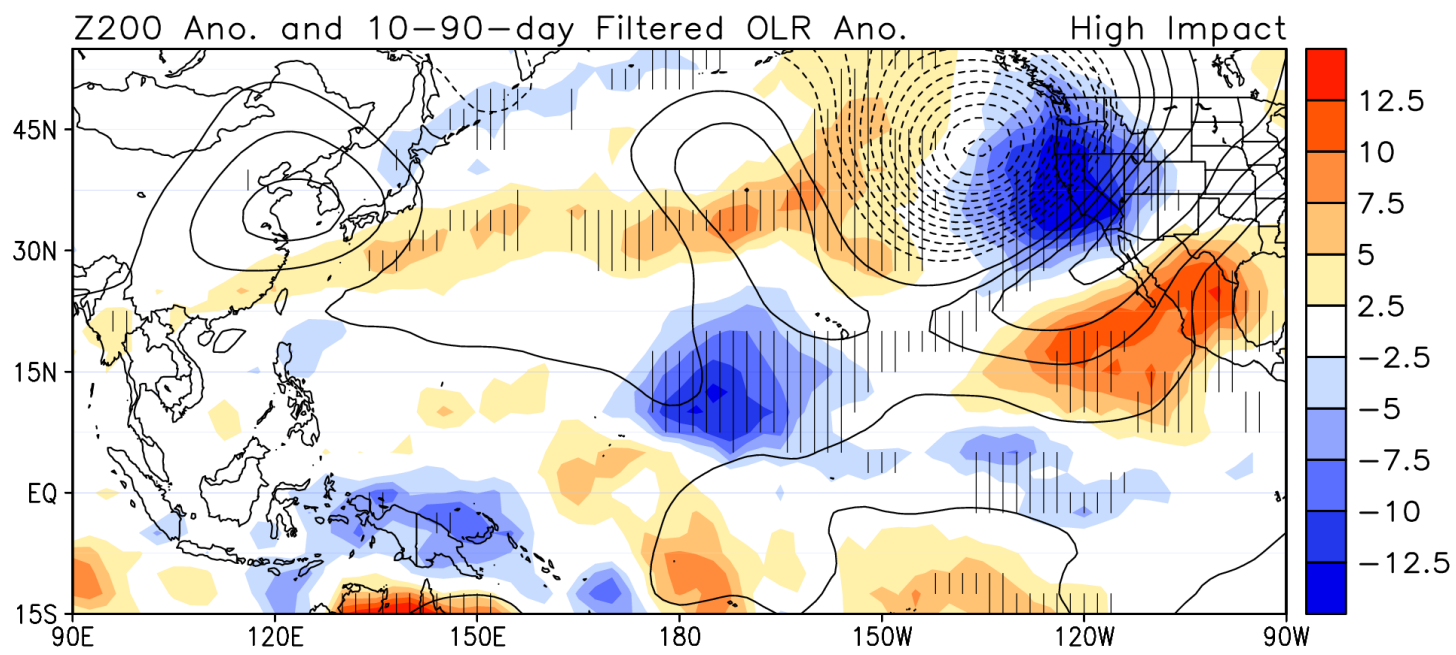 Z200 Ano. and 10−90−day Filtered OLR Ano. High Impact
45N
30N
15N
EQ
15S
90E 120E 150E 180 150W 120W 90W
12.5
10
7.5
5
2.5
−2.5
−5
−7.5
−10
−12.5